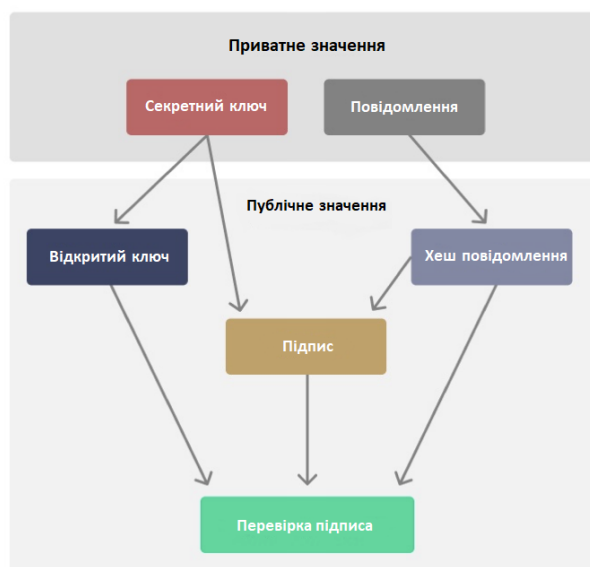 Приватне значення
Секретний ключ
Повідомлення
Публічне значення
Відкритий ключ
Хеш повідомлення
Підпис
Перевірка підписа